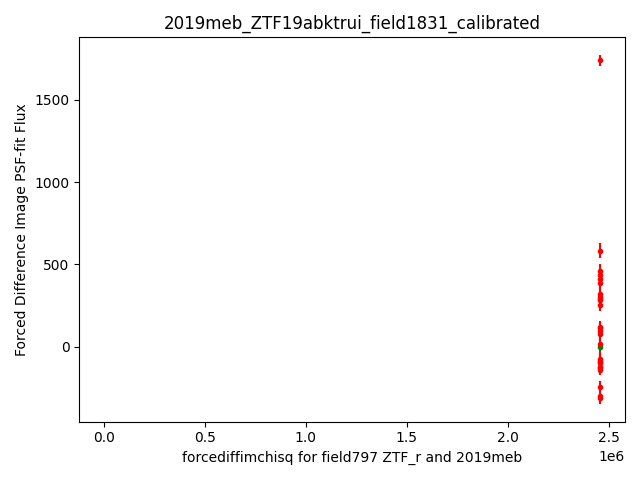 2019meb_ZTF19abktrui_field1831_calibrated
Forced Difference Image PSF-fit Flux
1500
1000
500
0
0.0 0.5 1.0 1.5 2.0 2.5
1e6
forcediffimchisq for field797 ZTF_r and 2019meb